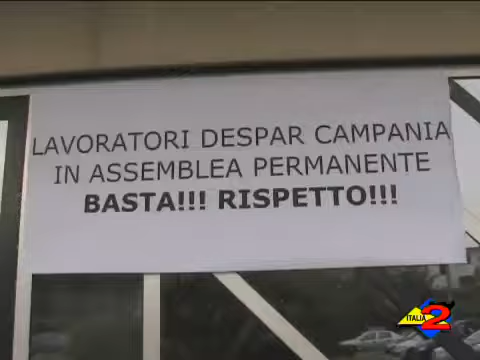 LAVORATORI DESPAR CAMPANIA
IN ASSEMBLEA PERMANENTE
BASTA!!! RISPETTO!!!
ITALIA 2